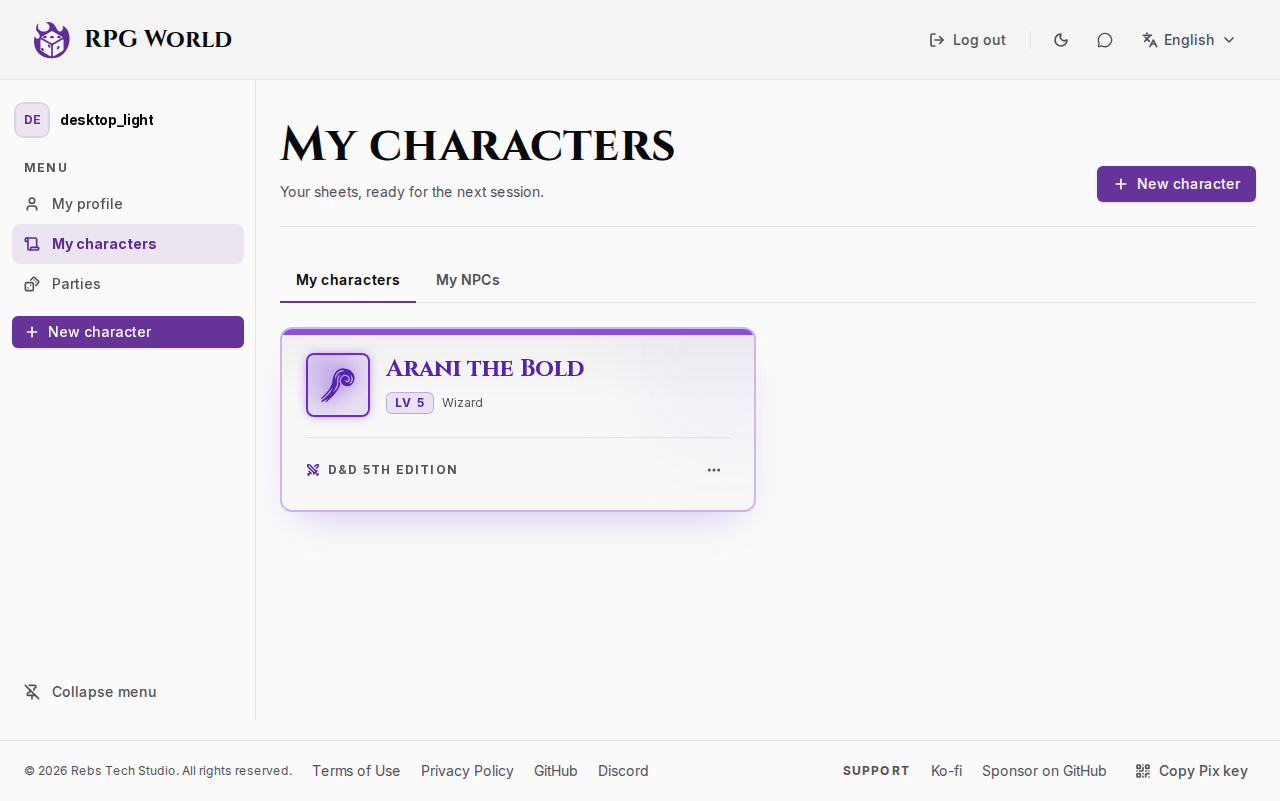 RPG World
Log out
English
DE
desktop_light
MENU
My profile
My characters
Parties
New character
Collapse menu
My characters
Your sheets, ready for the next session.
New character
My characters
My NPCs
Arani the Bold
LV 5
Wizard
D&D 5TH EDITION
© 2026 Rebs Tech Studio. All rights reserved.
Terms of Use
Privacy Policy
GitHub
Discord
SUPPORT
Ko-fi
Sponsor on GitHub
Copy Pix key